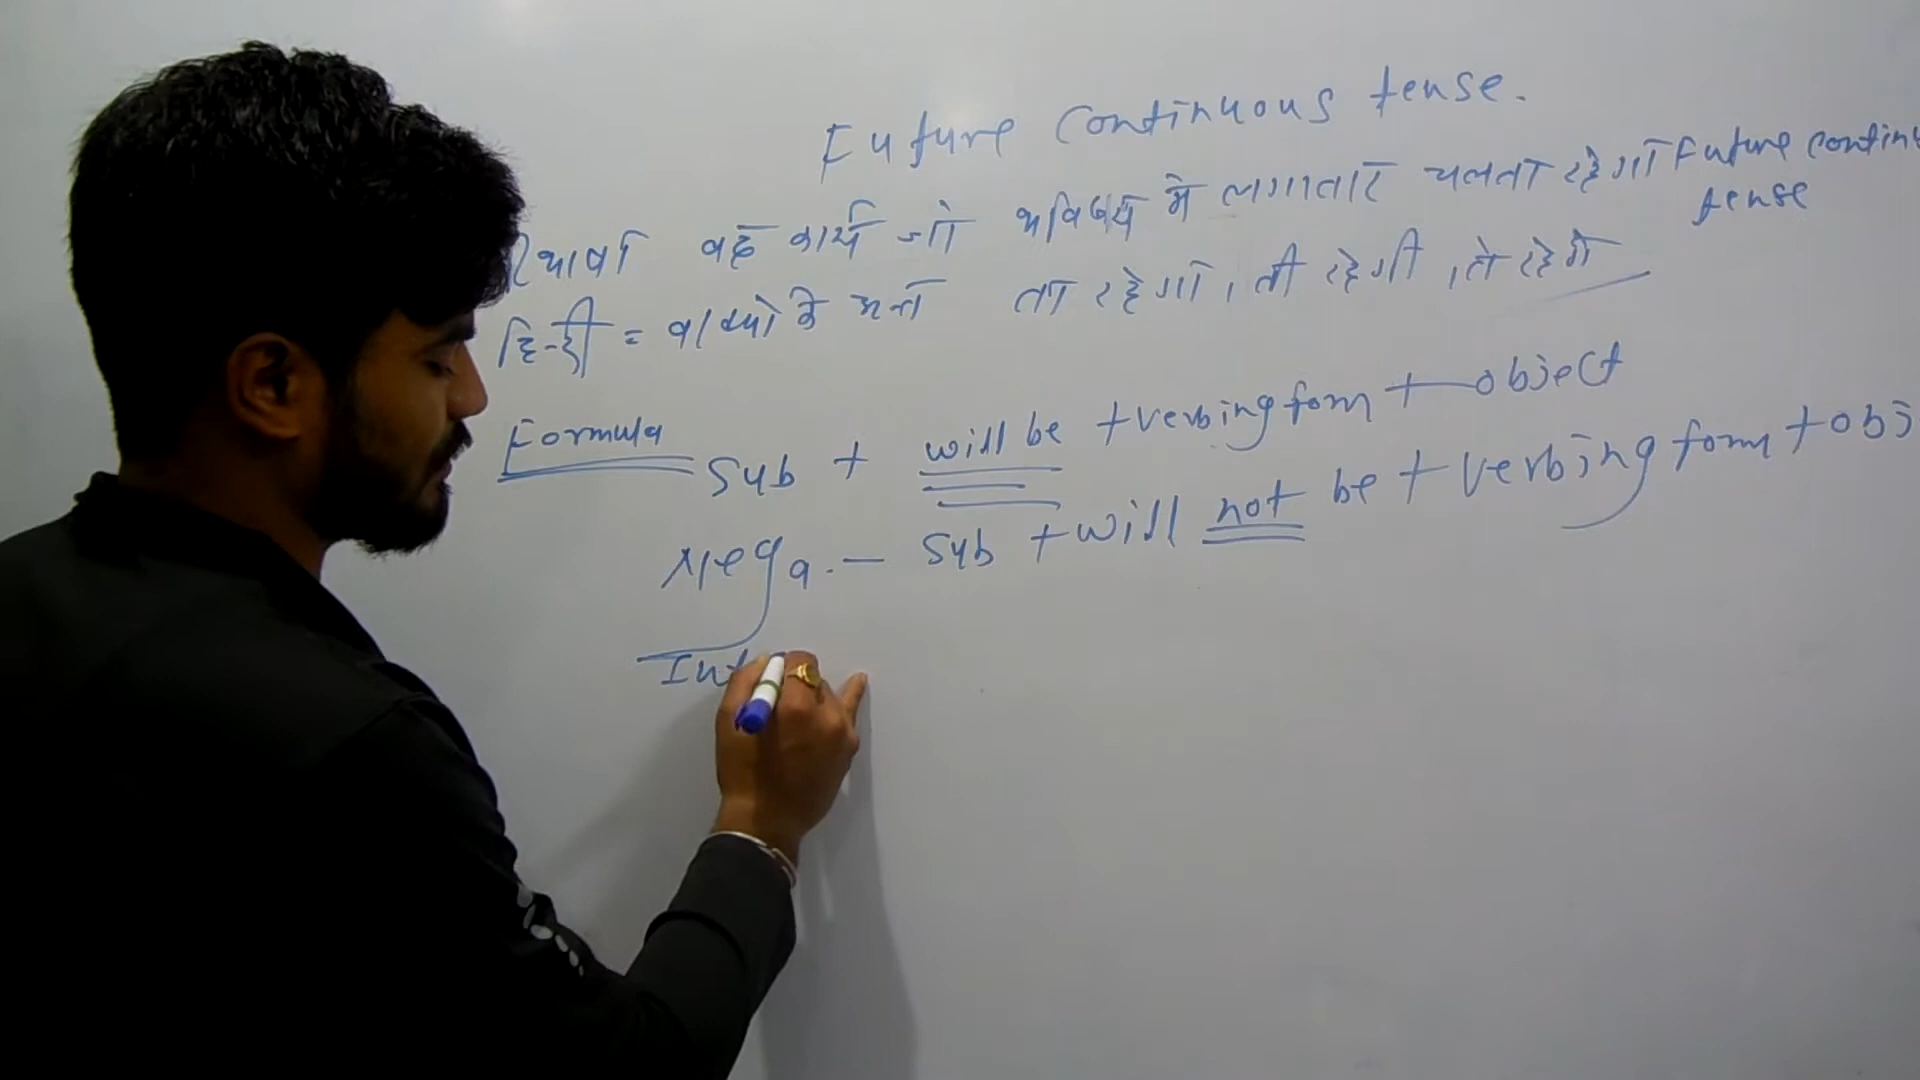 Future continuous tense.
वह कार्य जो भविष्य मे लगातार चलता रहेगा Future continu
tense
हिन्दी = वाक्यो के अन्त ता रहेगा, ती रहेगी, ते रहेगे
Formula Sub + will be + verbing form + object
Nega. - Sub + will not be + verbing form + obj
Int